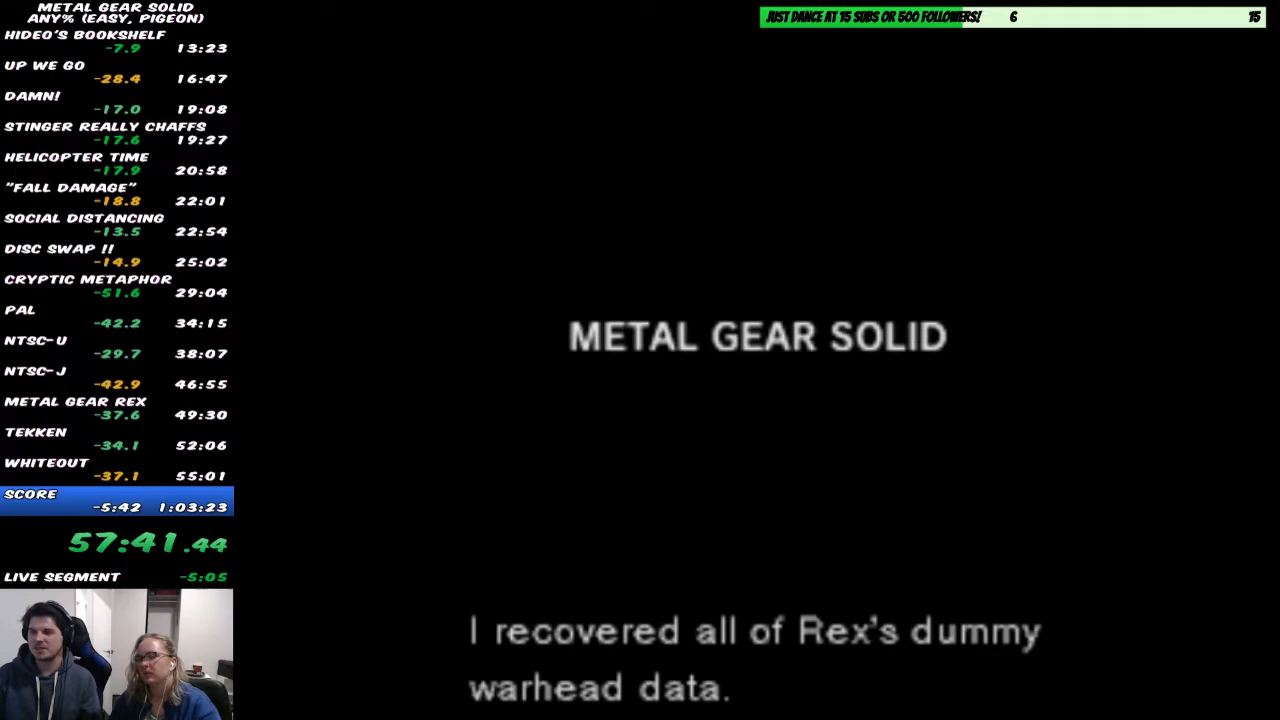 METAL GEAR SOLID
ANY% (EASY, PIGEON)
HIDEO'S BOOKSHELF
-7.9 13:23
UP WE GO
-28.4 16:47
DAMN!
-17.0 19:08
STINGER REALLY CHAFFS
-17.6 19:27
HELICOPTER TIME
-17.9 20:58
"FALL DAMAGE"
-18.8 22:01
SOCIAL DISTANCING
-13.5 22:54
DISC SWAP !!
-14.9 25:02
CRYPTIC METAPHOR
-51.6 29:04
PAL
-42.2 34:15
NTSC-U
-29.7 38:07
NTSC-J
-42.9 46:55
METAL GEAR REX
-37.6 49:30
TEKKEN
-34.1 52:06
WHITEOUT
-37.1 55:01
SCORE
-5:42 1:03:23
57:41.44
LIVE SEGMENT -5:05
JUST DANCE AT 15 SUBS OR 500 FOLLOWERS! 6 15
METAL GEAR SOLID
I recovered all of Rex's dummy
warhead data.